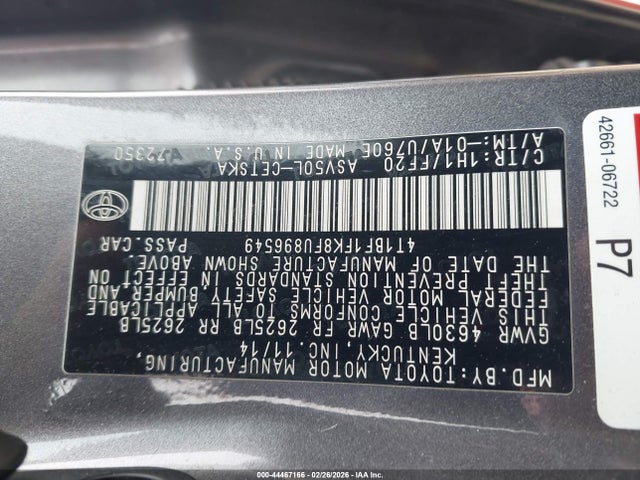 MFD.BY:TOYOTA MOTOR MANUFACTURING,
KENTUCKY, INC. 11/14
GVWR 4630LB GAWR FR 2625LB RR 2625LB
THIS VEHICLE CONFORMS TO ALL APPLICABLE
FEDERAL MOTOR VEHICLE SAFETY BUMPER,AND
THEFT PREVENTION STANDARDS IN EFFECT ON
THE DATE OF MANUFACTURE SHOWN ABOVE.
4T1BF1FK8FU896549 PASS.CAR
C/TR:1H1/FF20 ASV50L-CETSKA
A/TM:-01A/U760E MADE IN U.S.A.
42661-06722
P7
000-44467166 - 02/26/2026 - IAA Inc.